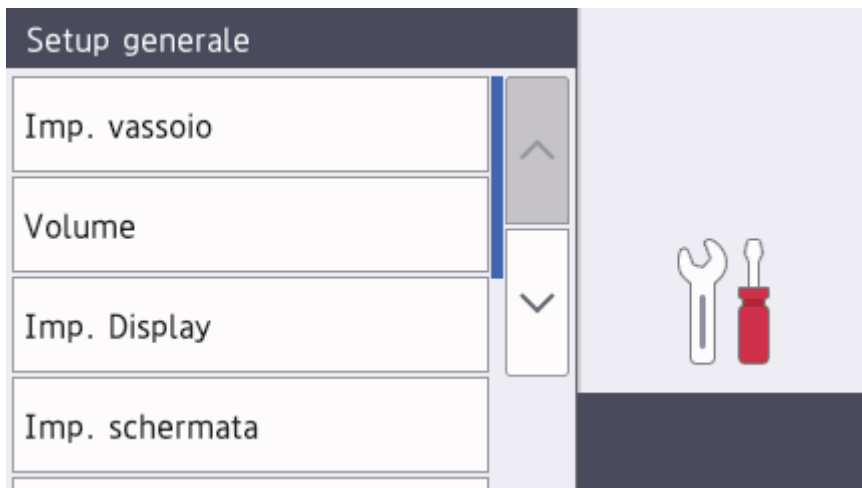 Setup generale
Imp. vassoio
Volume
Imp. Display
Imp. schermata